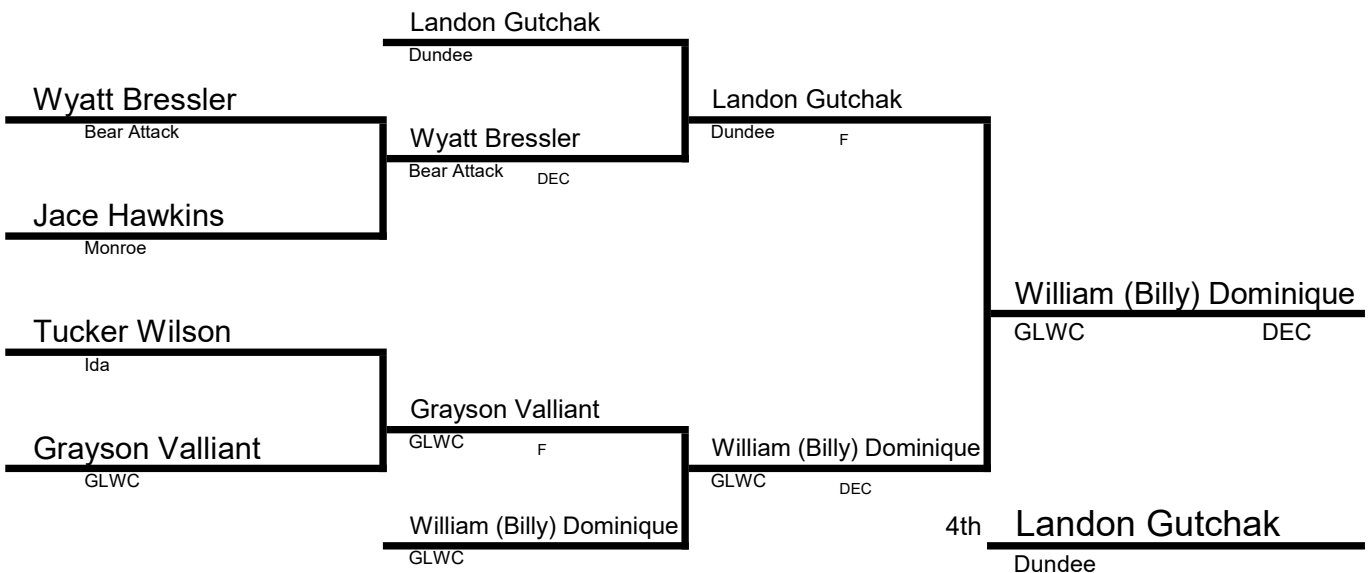 Landon Gutchak
Dundee
Wyatt Bressler
Bear Attack
Landon Gutchak
Dundee F
Wyatt Bressler
Bear Attack DEC
Jace Hawkins
Monroe
William (Billy) Dominique
GLWC DEC
Tucker Wilson
Ida
Grayson Valliant
GLWC F
Grayson Valliant
GLWC
William (Billy) Dominique
GLWC DEC
William (Billy) Dominique
GLWC
4th Landon Gutchak
Dundee